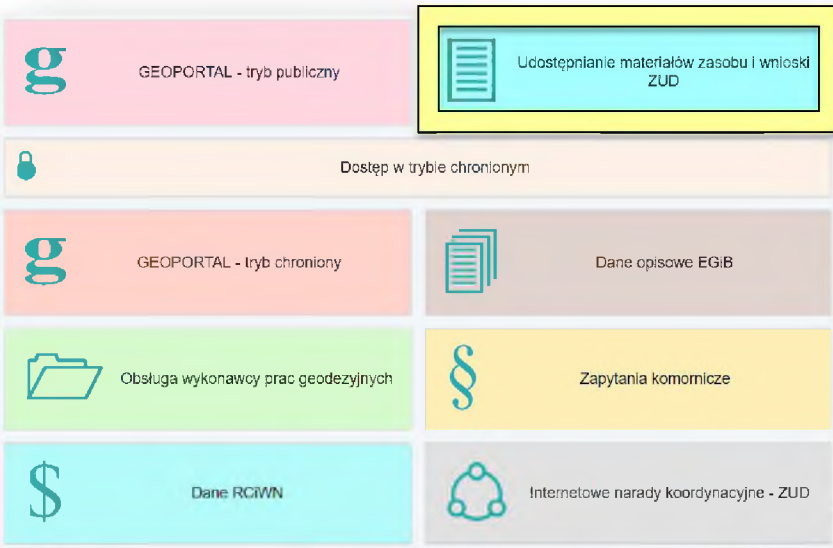 GEOPORTAL - tryb publiczny
Udostępnianie materiałów zasobu i wnioski
ZUD
Dostęp w trybie chronionym
GEOPORTAL - tryb chroniony
Dane opisowe EGiB
Obsługa wykonawcy prac geodezyjnych
§
Zapytania komornicze
$
Dane RCiWN
Internetowe narady koordynacyjne - ZUD